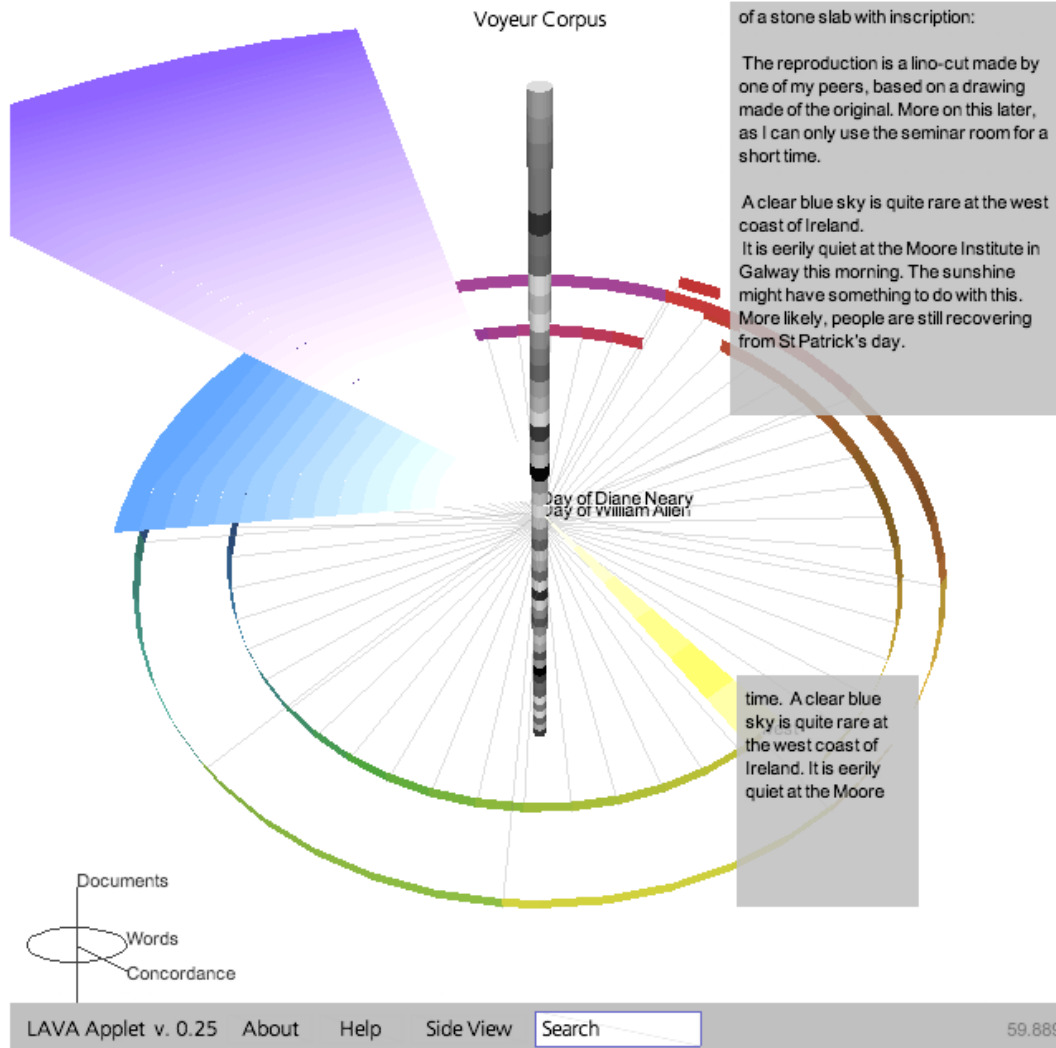 Voyeur Corpus
of a stone slab with inscription:
The reproduction is a lino-cut made by
one of my peers, based on a drawing
made of the original. More on this later,
as I can only use the seminar room for a
short time.
A clear blue sky is quite rare at the west
coast of Ireland.
It is eerily quiet at the Moore Institute in
Galway this morning. The sunshine
might have something to do with this.
More likely, people are still recovering
from St Patrick's day.
Day of Diane Neary
Day of William Allen
time. A clear blue
sky is quite rare at
the west coast of
Ireland. It is eerily
quiet at the Moore
Documents
Words
Concordance
LAVA Applet v. 0.25 About Help Side View Search 59.889